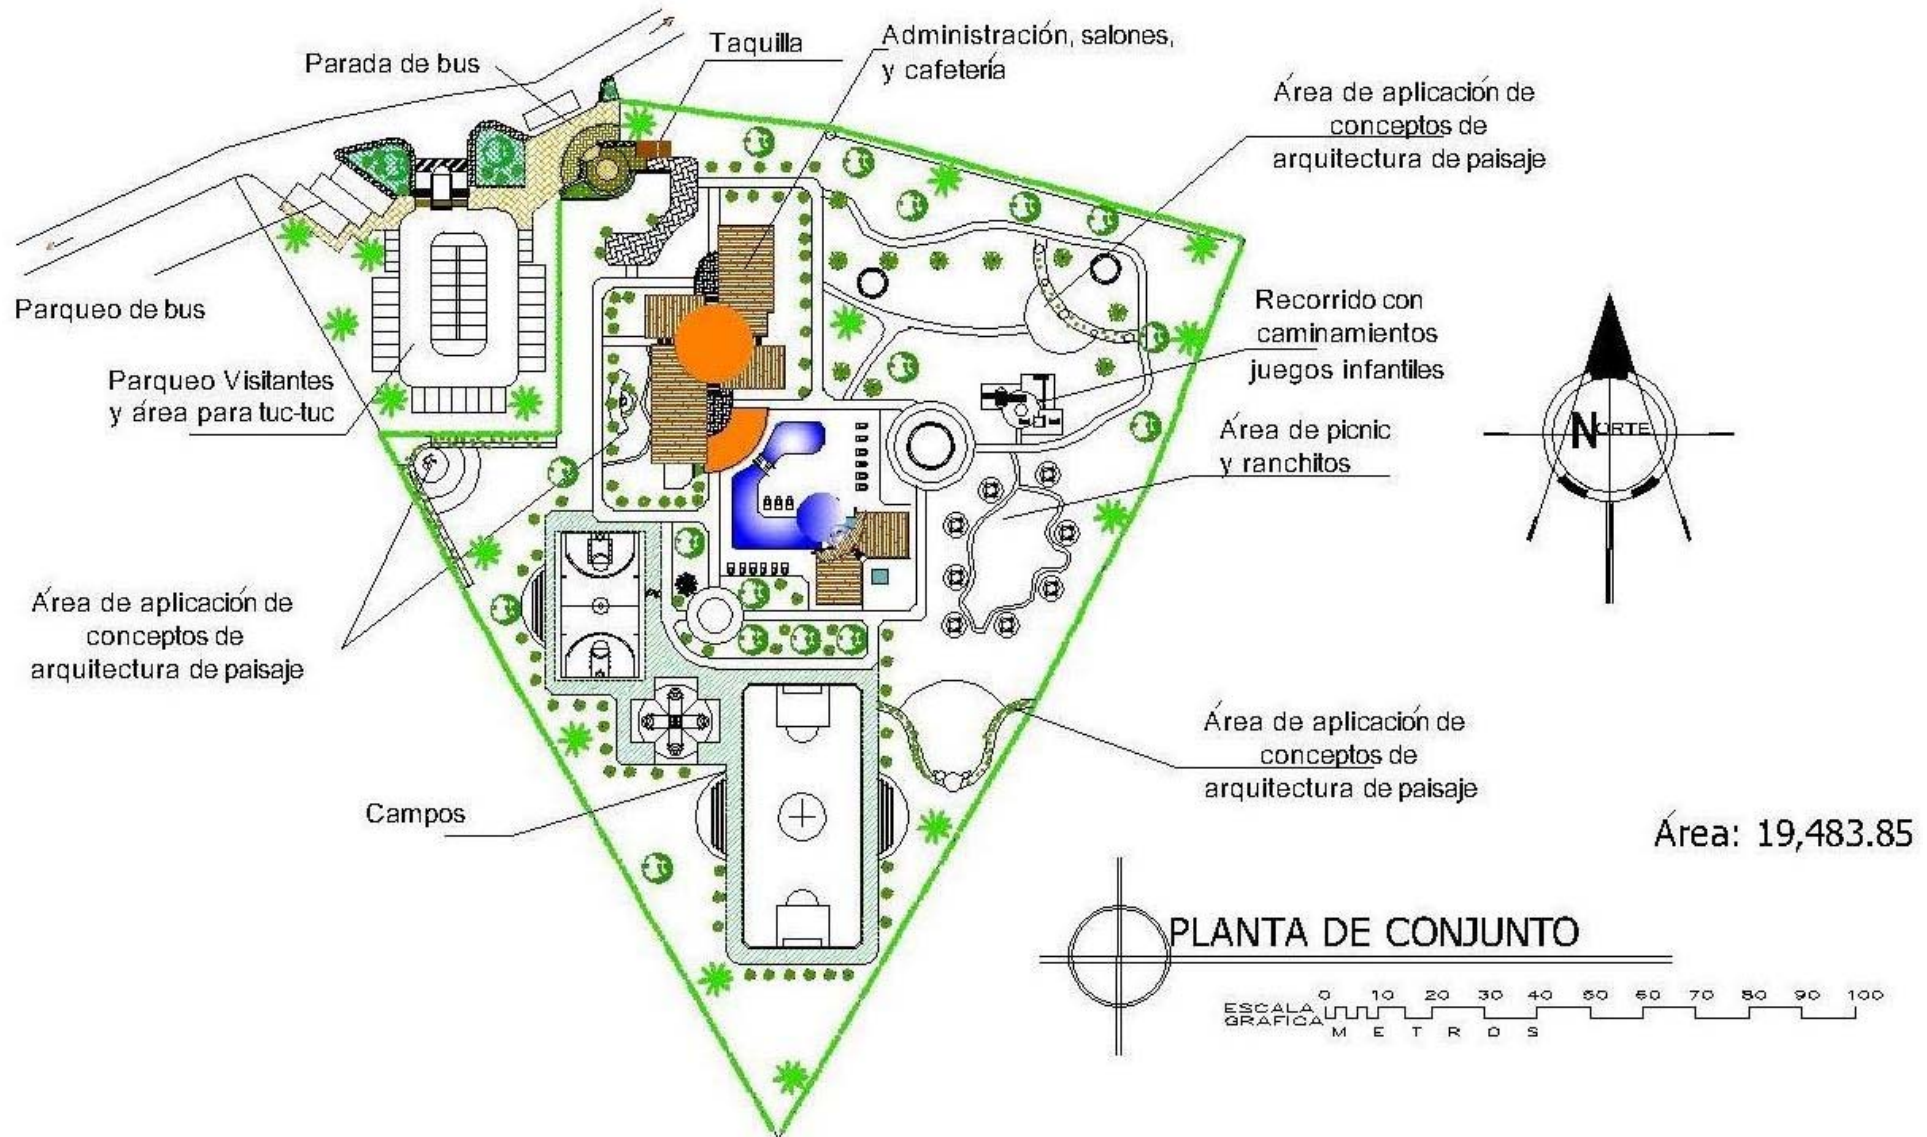 Parada de bus
Taquilla
Administración, salones,
y cafetería
Área de aplicación de
conceptos de
arquitectura de paisaje
Parqueo de bus
Recorrido con
caminamientos
juegos infantiles
Parqueo Visitantes
y área para tuc-tuc
Área de picnic
y ranchitos
NORTE
Área de aplicación de
conceptos de
arquitectura de paisaje
Área de aplicación de
conceptos de
arquitectura de paisaje
Campos
Área: 19,483.85
PLANTA DE CONJUNTO
ESCALA
GRAFICA
0 10 20 30 40 50 60 70 80 90 100
METROS